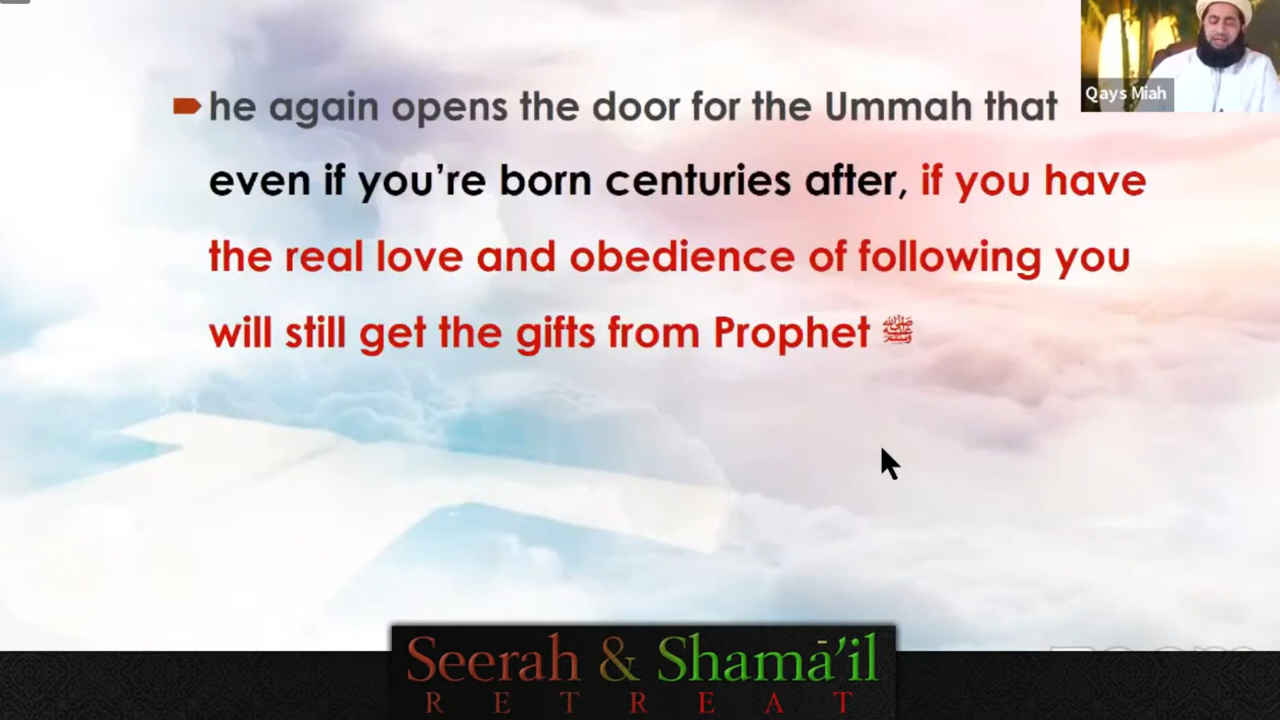 he again opens the door for the Ummah that
even if you’re born centuries after, if you have
the real love and obedience of following you
will still get the gifts from Prophet ﷺ
Qays Miah
Seerah & Shamā’il
RETREAT